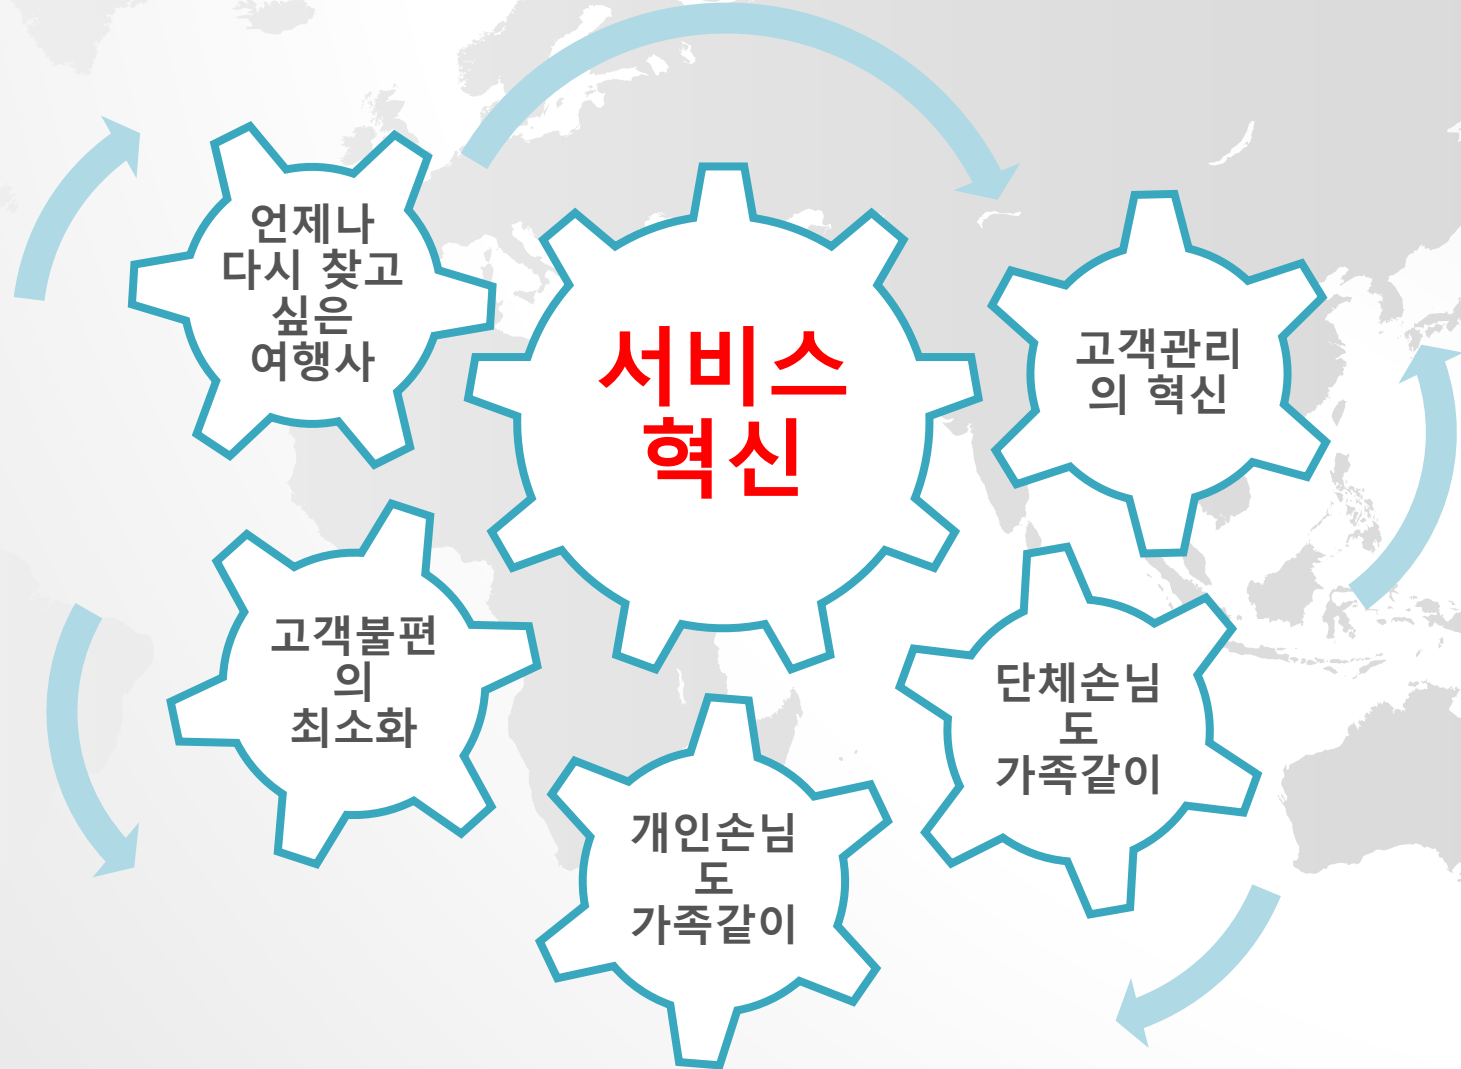 언제나
다시 찾고
싶은
여행사
서비스
혁신
고객관리
의 혁신
고객불편
의
최소화
단체손님
도
가족같이
개인손님
도
가족같이